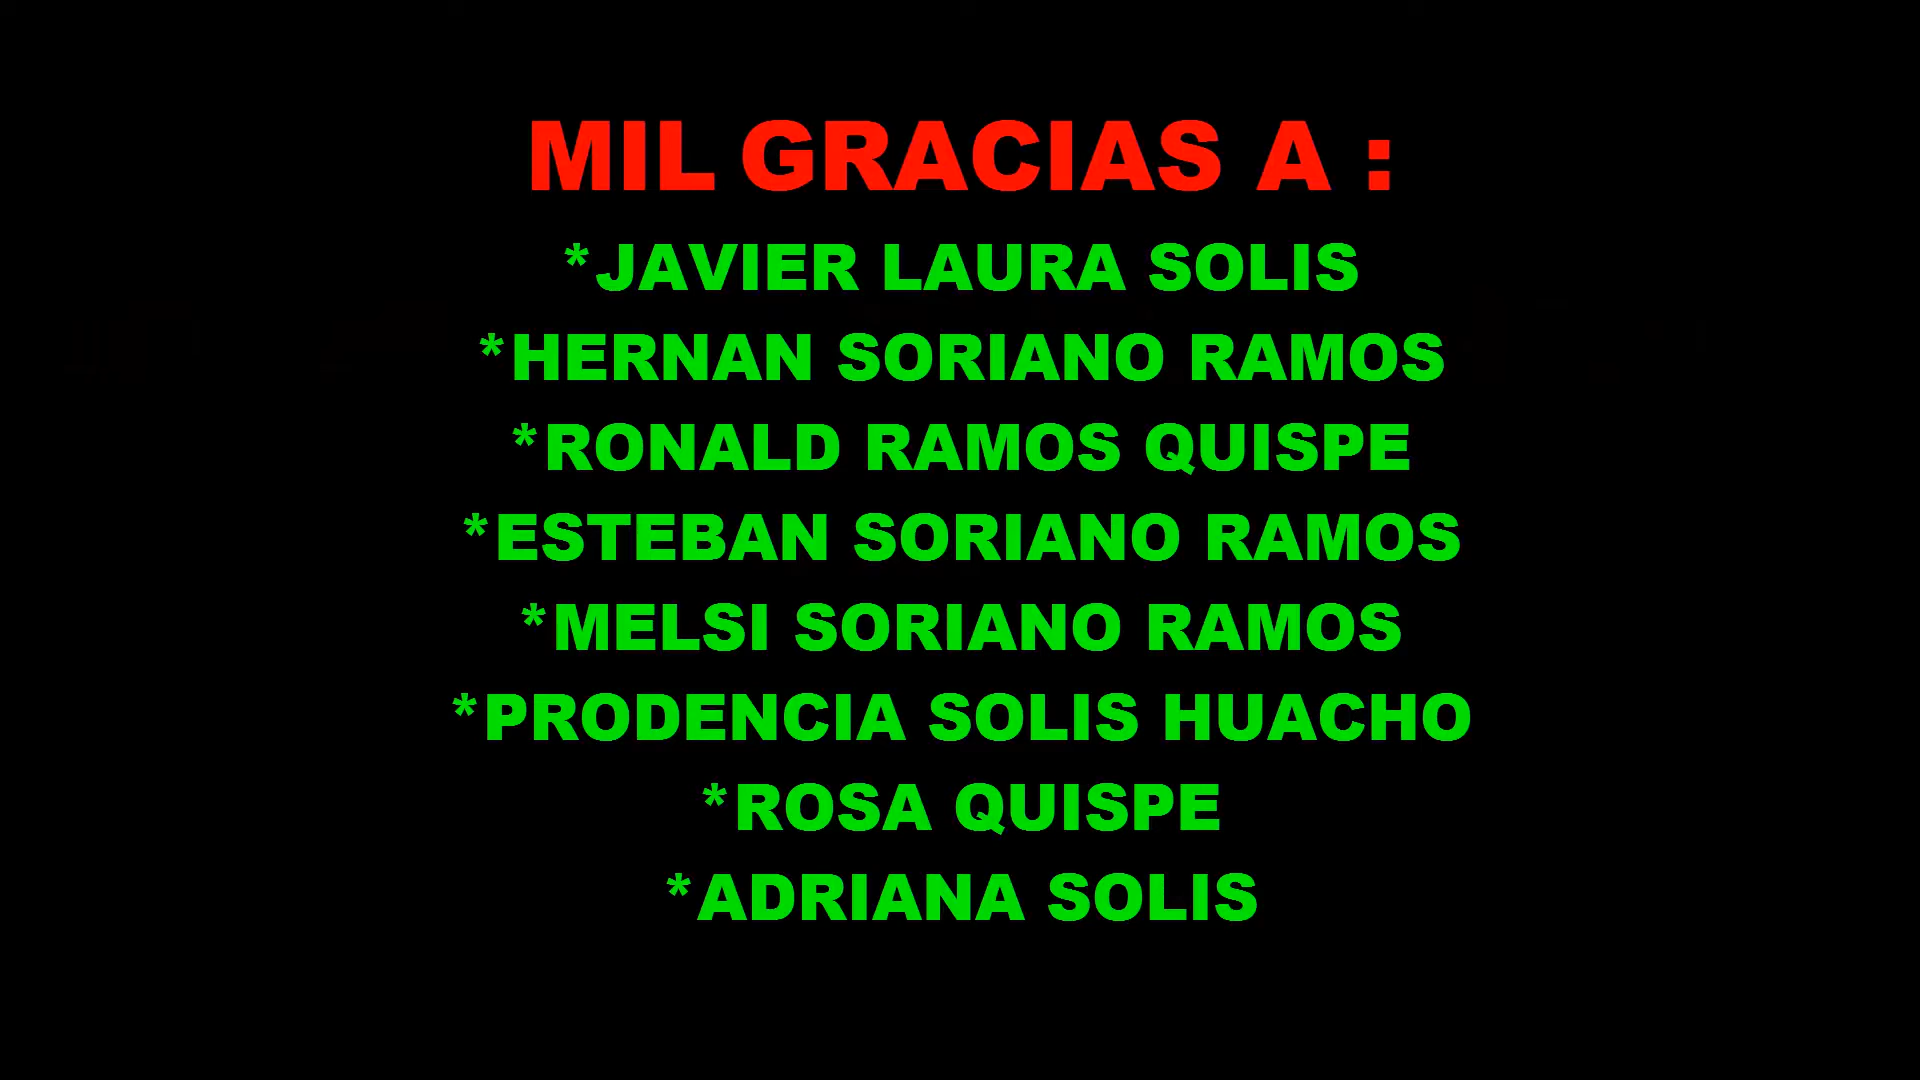 MIL GRACIAS A :
*JAVIER LAURA SOLIS
*HERNAN SORIANO RAMOS
*RONALD RAMOS QUISPE
*ESTEBAN SORIANO RAMOS
*MELSI SORIANO RAMOS
*PRODENCIA SOLIS HUACHO
*ROSA QUISPE
*ADRIANA SOLIS